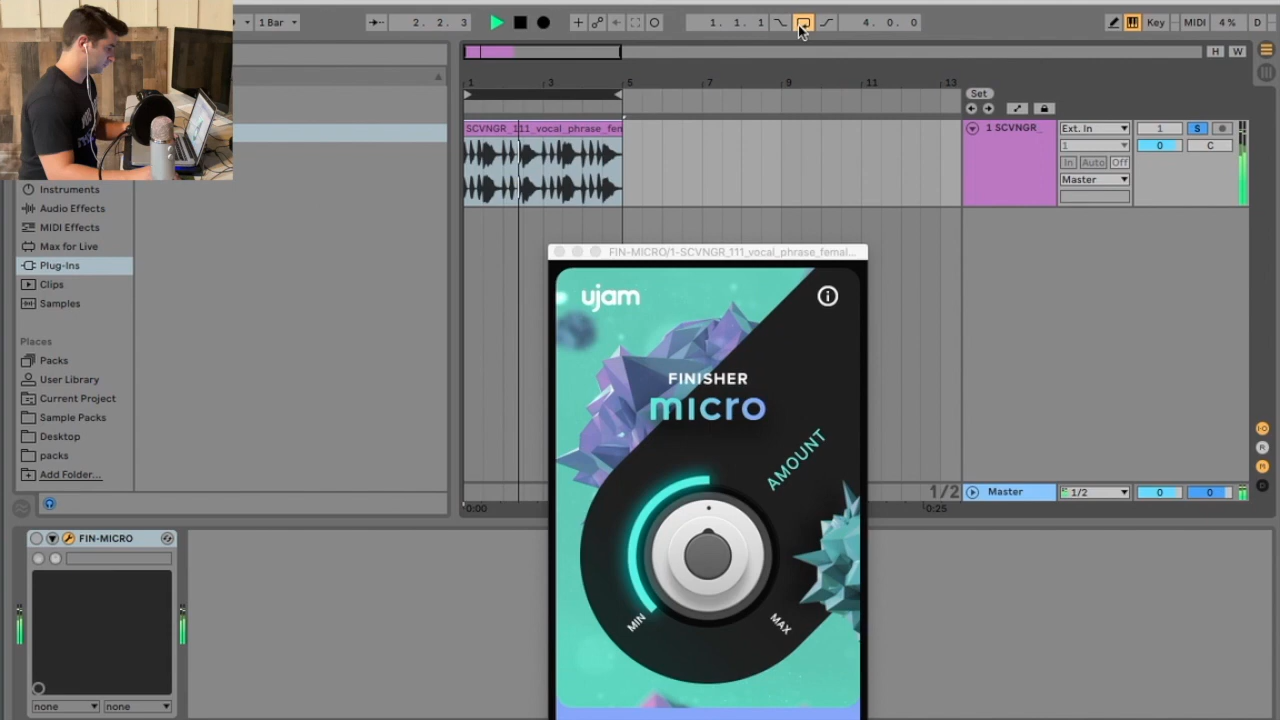 1 Bar
2. 2. 3
1. 1. 1
4. 0. 0
Key
MIDI
4 %
D
H
W
1
3
5
7
9
11
13
Set
SCVNGR_111_vocal_phrase_fen
1 SCVNGR_
Ext. In
1
S
1
0
C
In
Auto
Off
Master
Instruments
Audio Effects
MIDI Effects
Max for Live
Plug-Ins
Clips
Samples
Places
Packs
User Library
Current Project
Sample Packs
Desktop
packs
Add Folder...
FIN-MICRO/1-SCVNGR_111_vocal_phrase_femal...
ujam
FINISHER
micro
AMOUNT
MIN
MAX
1/2
Master
1/2
0
0
0:00
0:25
I-O
R
M
D
FIN-MICRO
none
none